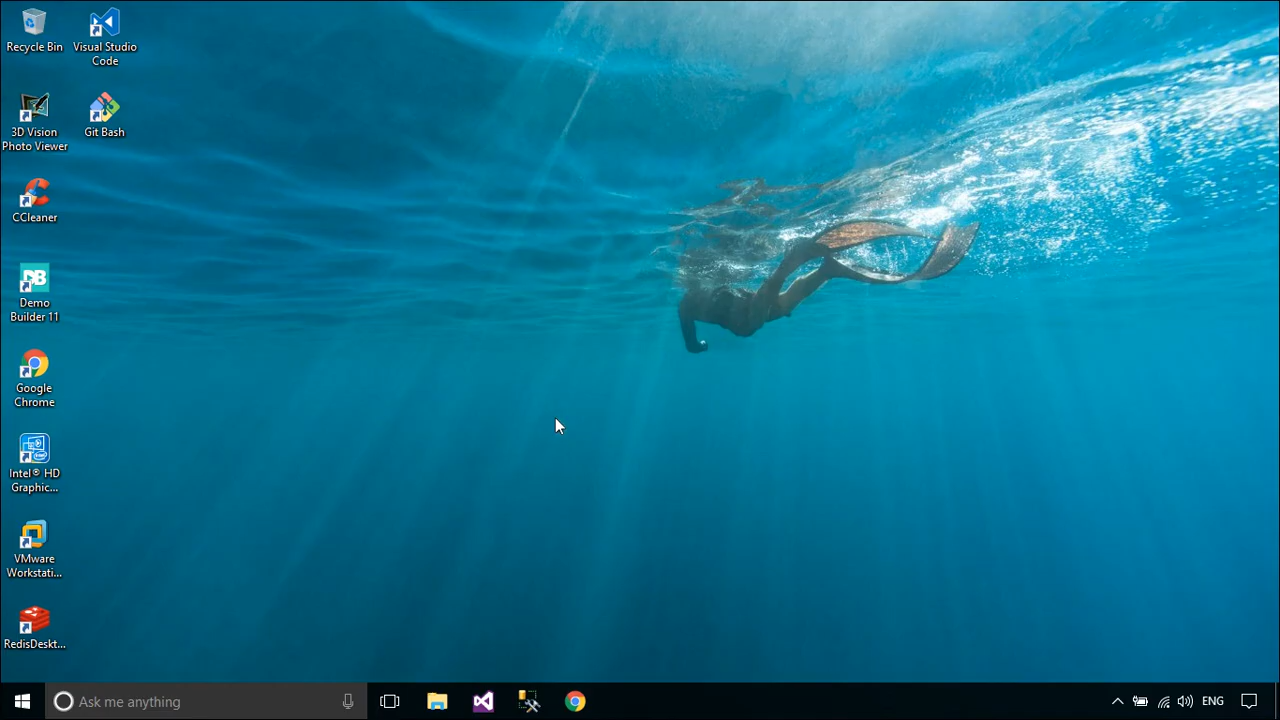 Recycle Bin
Visual Studio
Code
3D Vision
Photo Viewer
Git Bash
CCleaner
DB
Demo
Builder 11
Google
Chrome
Intel® HD
Graphic...
VMware
Workstati...
RedisDeskt...
Ask me anything
ENG